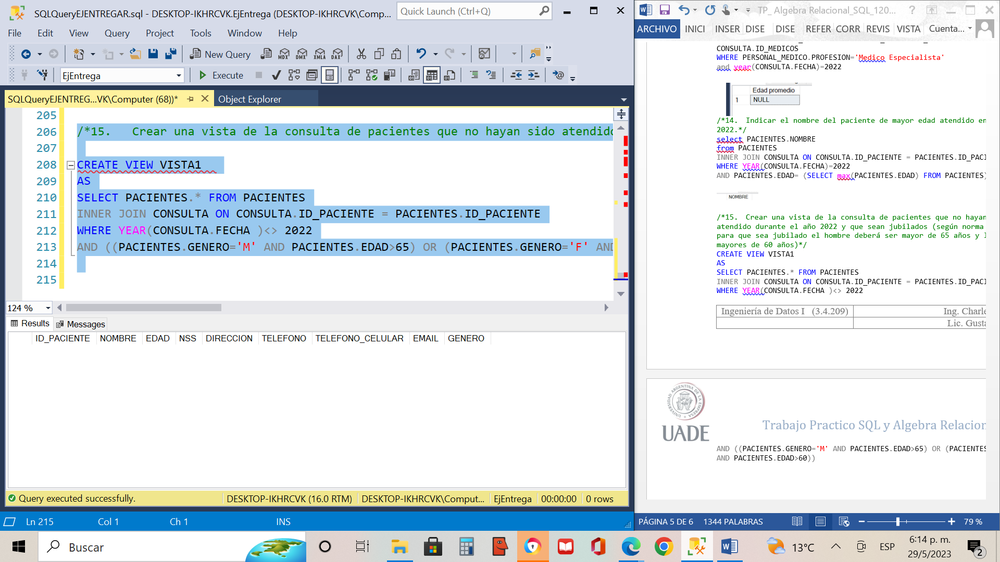 SQLQueryEJENTREGAR.sql - DESKTOP-IKHRCVK.EjEntrega (DESKTOP-IKHRCVK\Comp...
Quick Launch (Ctrl+Q)
File Edit View Query Project Tools Window Help
New Query
MDX DMX XMLA DAX
EjEntrega
Execute
SQLQueryEJENTREG...VK\Computer (68))*
Object Explorer
205
206 /*15. Crear una vista de la consulta de pacientes que no hayan sido atendido
207
208 CREATE VIEW VISTA1
209 AS
210 SELECT PACIENTES.* FROM PACIENTES
211 INNER JOIN CONSULTA ON CONSULTA.ID_PACIENTE = PACIENTES.ID_PACIENTE
212 WHERE YEAR(CONSULTA.FECHA )<> 2022
213 AND ((PACIENTES.GENERO='M' AND PACIENTES.EDAD>65) OR (PACIENTES.GENERO='F' AND
214
215
124 %
Results Messages
ID_PACIENTE NOMBRE EDAD NSS DIRECCION TELEFONO TELEFONO_CELULAR EMAIL GENERO
Query executed successfully.
DESKTOP-IKHRCVK (16.0 RTM)
DESKTOP-IKHRCVK\Comput...
EjEntrega
00:00:00
0 rows
Ln 215 Col 1 Ch 1 INS
TP_ Algebra Relacional_SQL_120...
ARCHIVO INICI INSER DISE DISE REFER CORR REVIS VISTA Cuenta...
CONSULTA.ID_MEDICOS
WHERE PERSONAL_MEDICO.PROFESION='Medico Especialista'
and year(CONSULTA.FECHA)=2022
Edad promedio
1 NULL
/*14. Indicar el nombre del paciente de mayor edad atendido en
2022.*/
select PACIENTES.NOMBRE
from PACIENTES
INNER JOIN CONSULTA ON CONSULTA.ID_PACIENTE = PACIENTES.ID_PACI
WHERE YEAR(CONSULTA.FECHA)=2022
AND PACIENTES.EDAD= (SELECT max(PACIENTES.EDAD) FROM PACIENTES)
NOMBRE
/*15. Crear una vista de la consulta de pacientes que no hayan
atendido durante el año 2022 y que sean jubilados (según norma
para que sea jubilado el hombre deberá ser mayor de 65 años y l
mayores de 60 años)*/
CREATE VIEW VISTA1
AS
SELECT PACIENTES.* FROM PACIENTES
INNER JOIN CONSULTA ON CONSULTA.ID_PACIENTE = PACIENTES.ID_PACI
WHERE YEAR(CONSULTA.FECHA )<> 2022
Ingeniería de Datos I (3.4.209) Ing. Charle
Lic. Gusta
UNIVERSIDAD ARGENTINA DE LA EMPRESA
UADE
Trabajo Practico SQL y Algebra Relacion
AND ((PACIENTES.GENERO='M' AND PACIENTES.EDAD>65) OR (PACIENTES
AND PACIENTES.EDAD>60))
PÁGINA 5 DE 6 1344 PALABRAS
79 %
Buscar
13°C
ESP
6:14 p. m.
29/5/2023
2